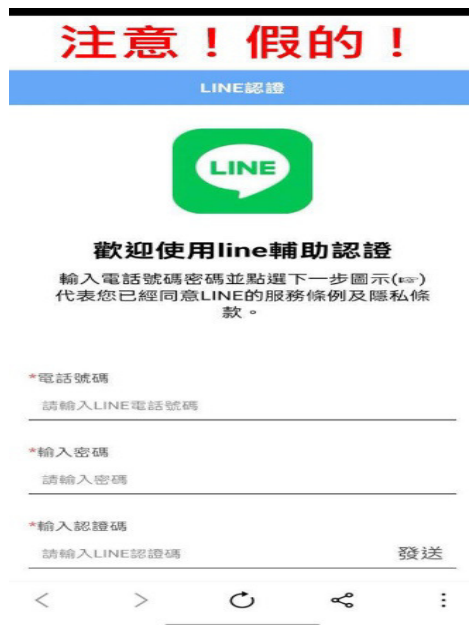 注意！假的！
LINE認證
LINE
歡迎使用line輔助認證
輸入電話號碼密碼並點選下一步圖示(☞)
代表您已經同意LINE的服務條例及隱私條
款。
*電話號碼
請輸入LINE電話號碼
*輸入密碼
請輸入密碼
*輸入認證碼
請輸入LINE認證碼 發送